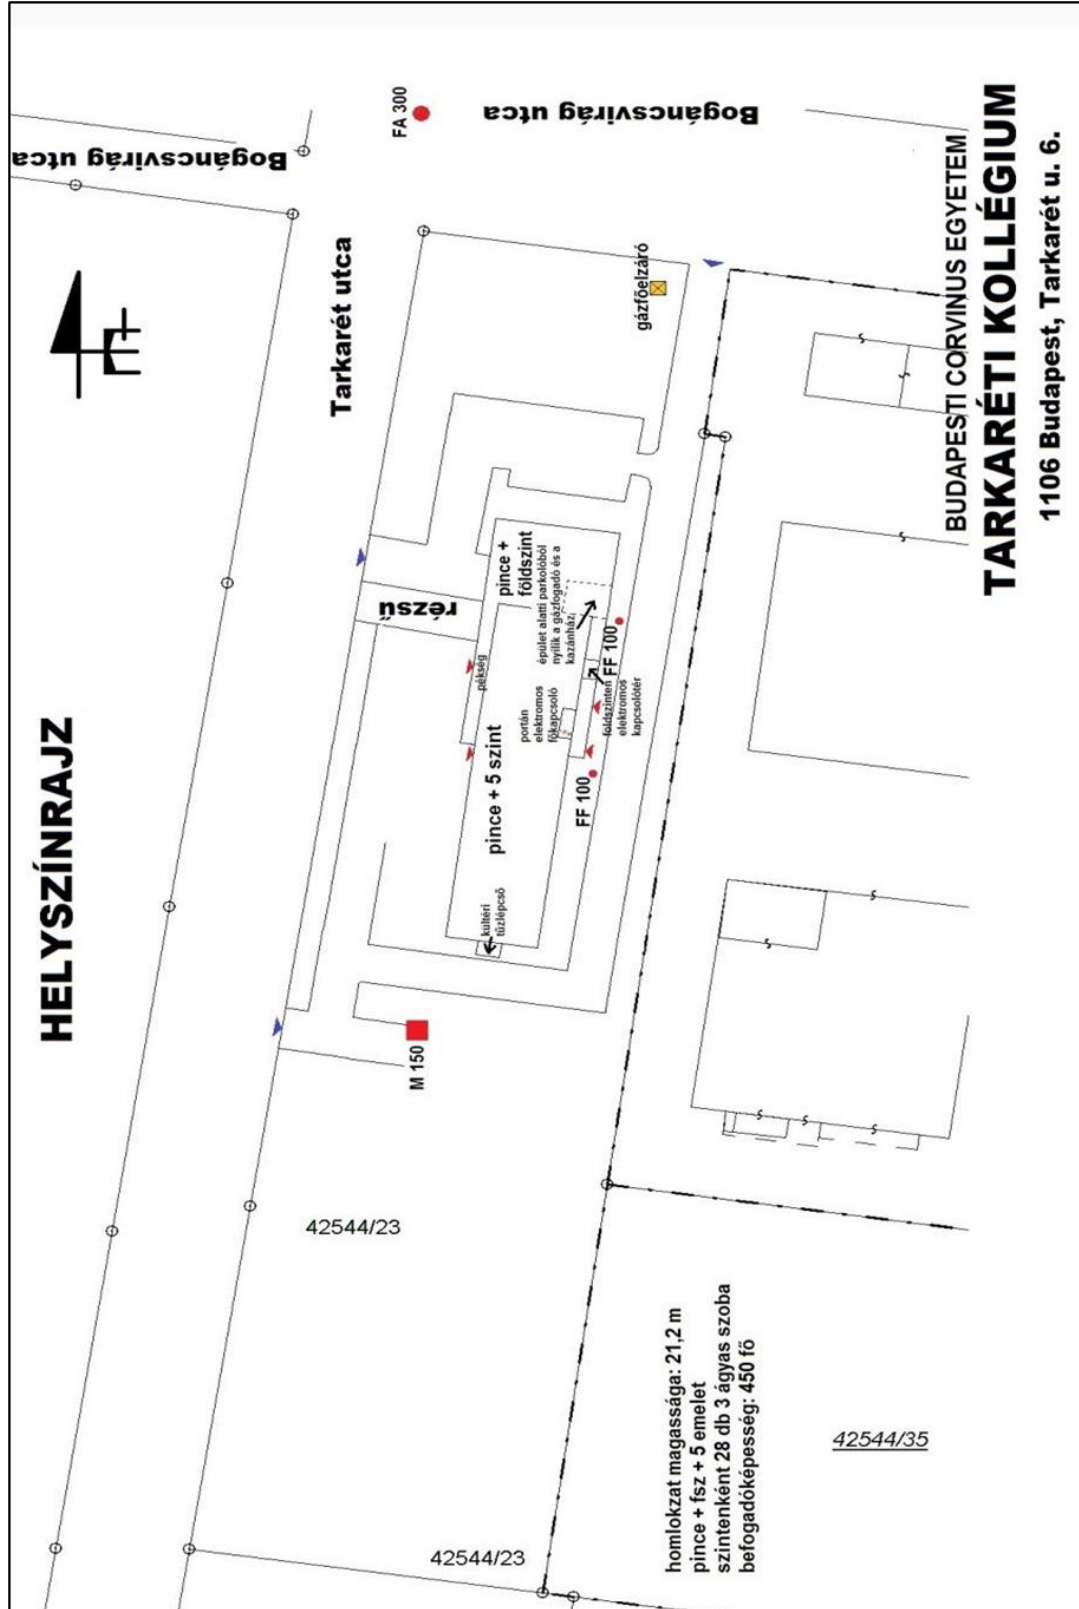 HELYSZÍNRAJZ
BUDAPESTI CORVINUS EGYETEM
TARKARÉTI KOLLÉGIUM
1106 Budapest, Tarkarét u. 6.
Bogáncsvirág utca
Bogáncsvirág utca
FA 300
Tarkarét utca
gázfőelzáró
rézsű
pince +
földszint
épület alatti parkolóból
nyílik a gázfogadó és a
kazánház
pékség
FF 100
portán
elektromos
főkapcsoló
földszinten
elektromos
kapcsolótér
pince + 5 szint
FF 100
kültéri
tűzlépcső
M 150
42544/23
42544/23
homlokzat magassága: 21,2 m
pince + fsz + 5 emelet
szintenként 28 db 3 ágyas szoba
befogadóképesség: 450 fő
42544/35